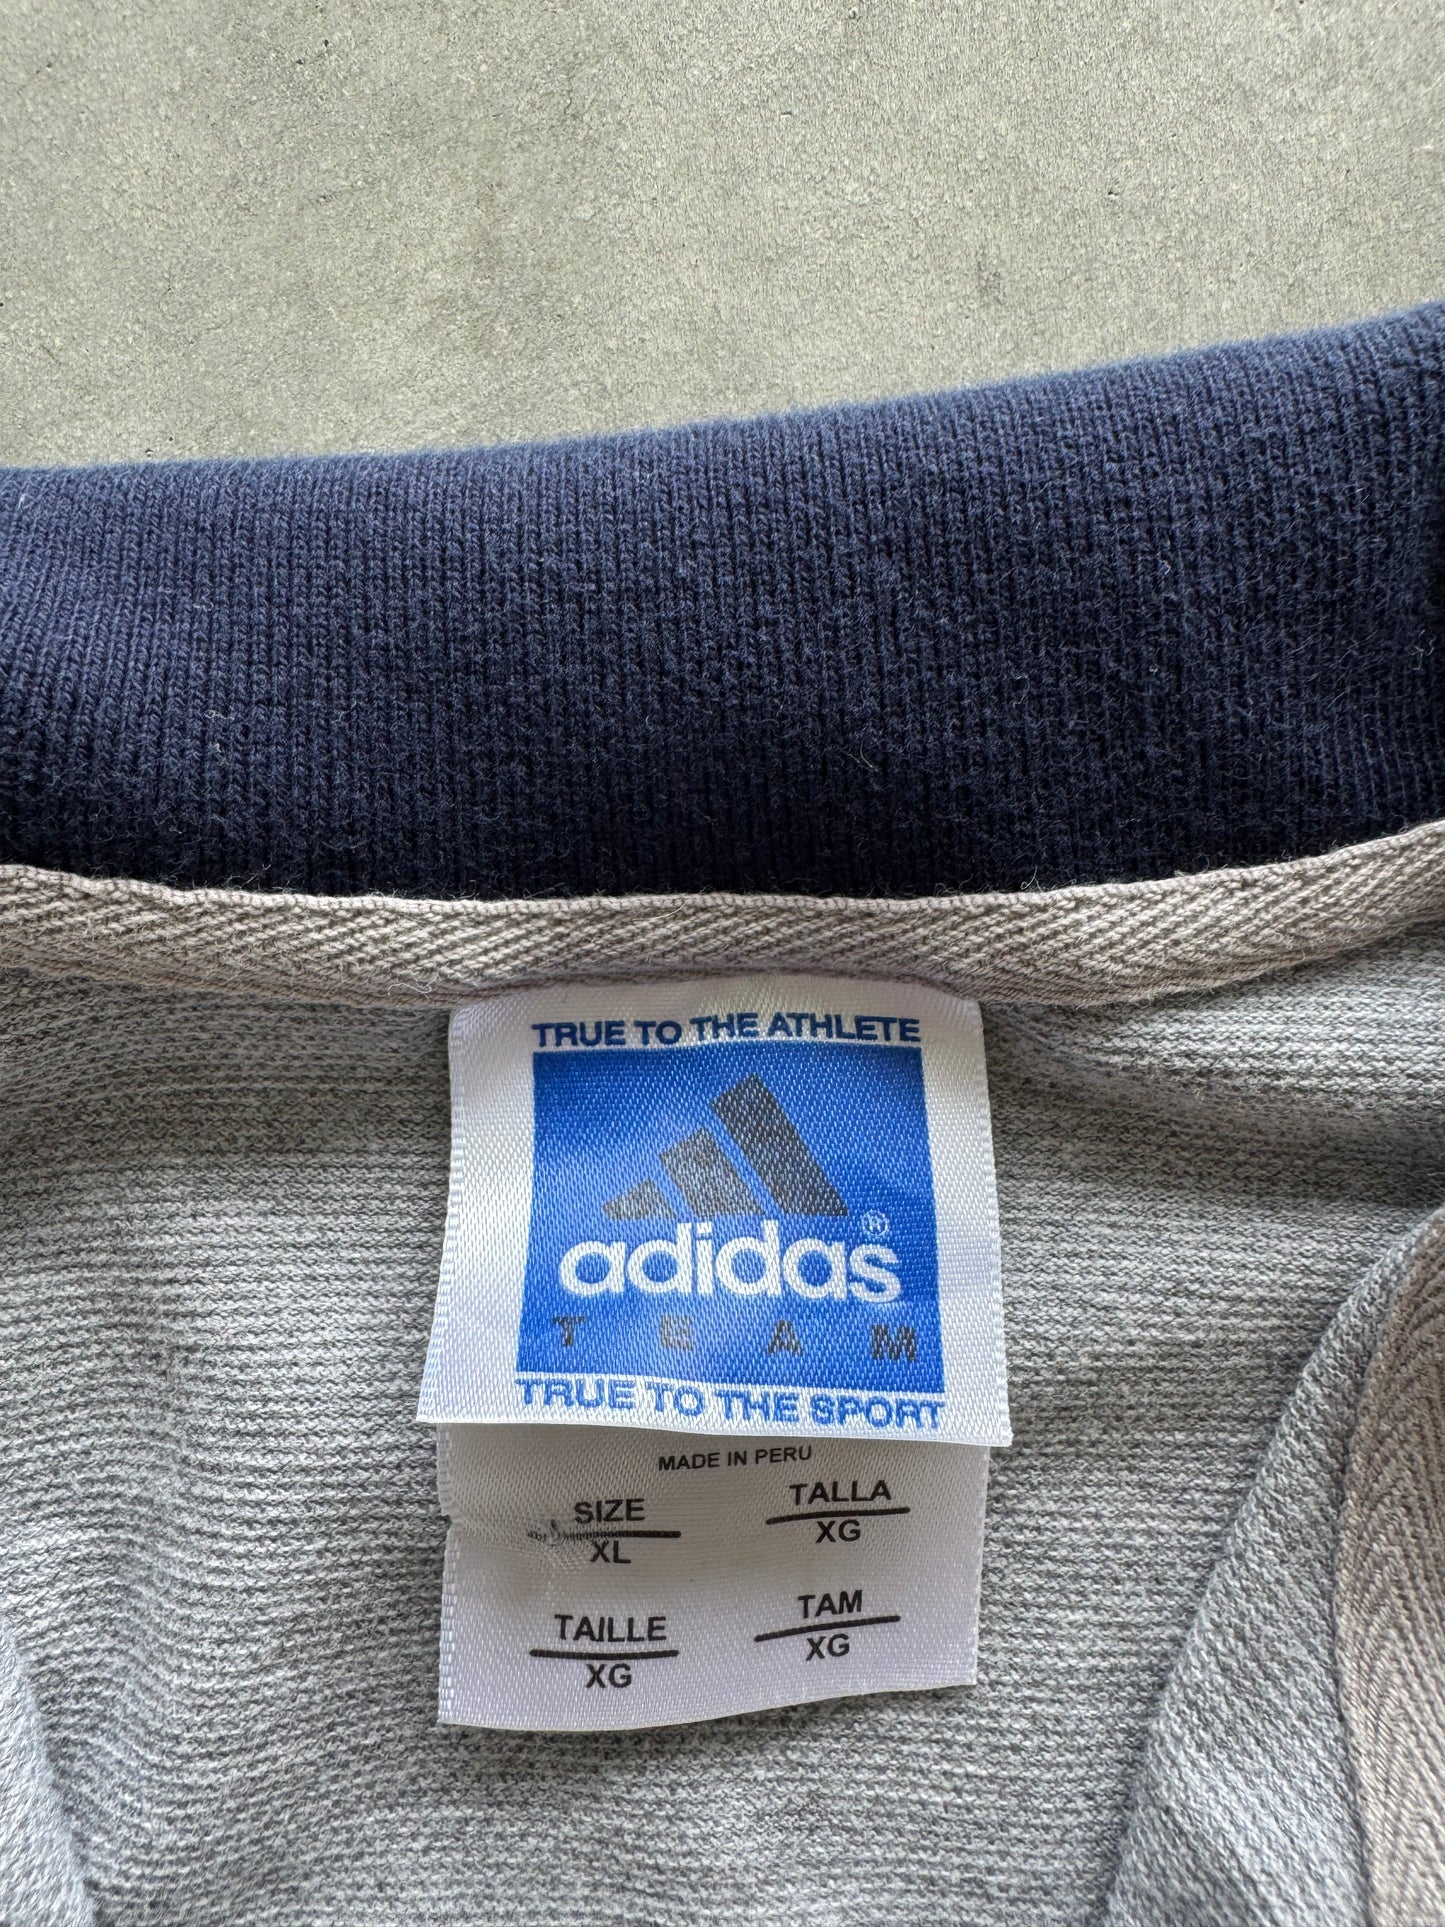 TRUE TO THE ATHLETE
adidas®
TEAM
TRUE TO THE SPORT
MADE IN PERU
SIZE
XL
TALLA
XG
TAILLE
XG
TAM
XG